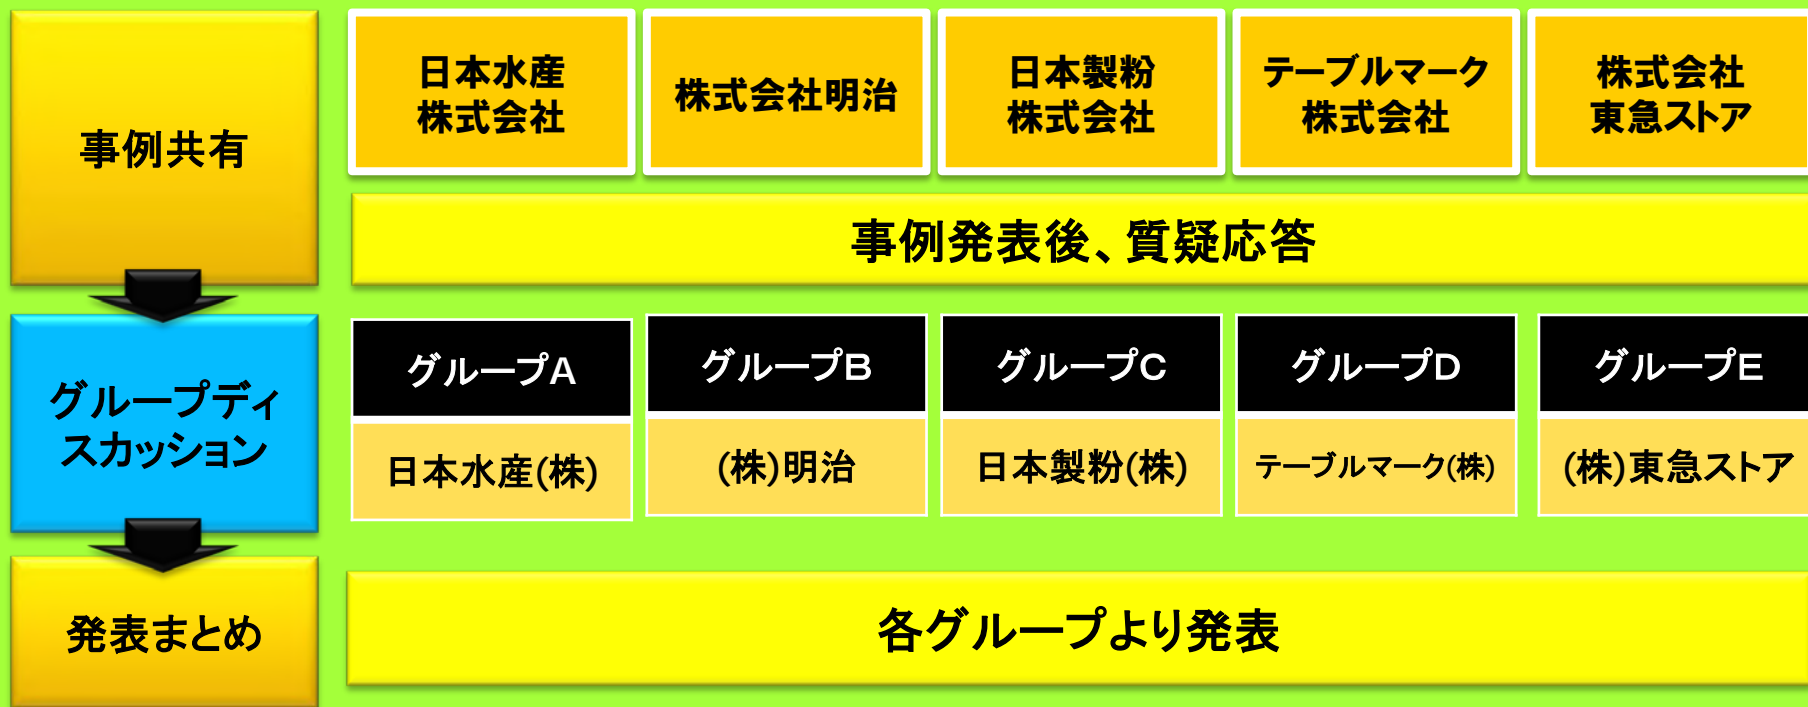 事例共有
日本水産
株式会社
株式会社明治
日本製粉
株式会社
テーブルマーク
株式会社
株式会社
東急ストア
事例発表後、質疑応答
グループディ
スカッション
グループA
グループB
グループC
グループD
グループE
日本水産(株)
(株)明治
日本製粉(株)
テーブルマーク(株)
(株)東急ストア
発表まとめ
各グループより発表